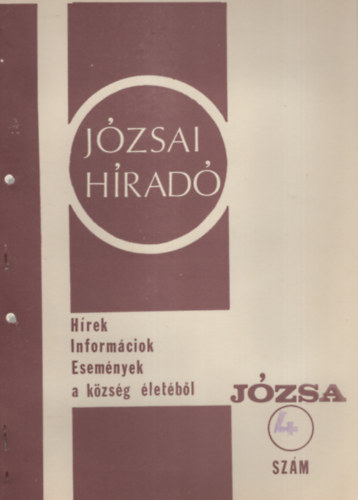 JÓZSAI
HÍRADÓ
Hírek
Információk
Események
a község életéből
JÓZSA
4
SZÁM